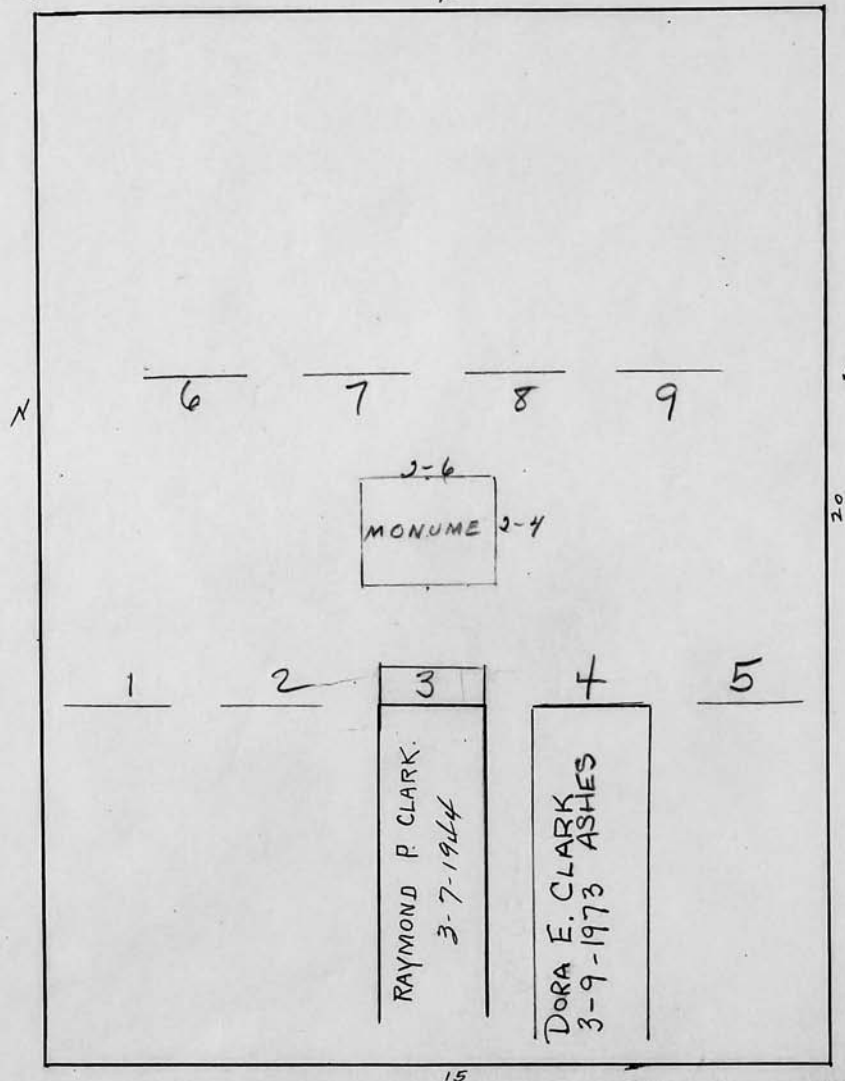 6 7 8 9
N
2-6
MONUME 2-4
20
1 2 3 4 5
RAYMOND P. CLARK.
3-7-1944
DORA E. CLARK
3-9-1973 ASHES
15